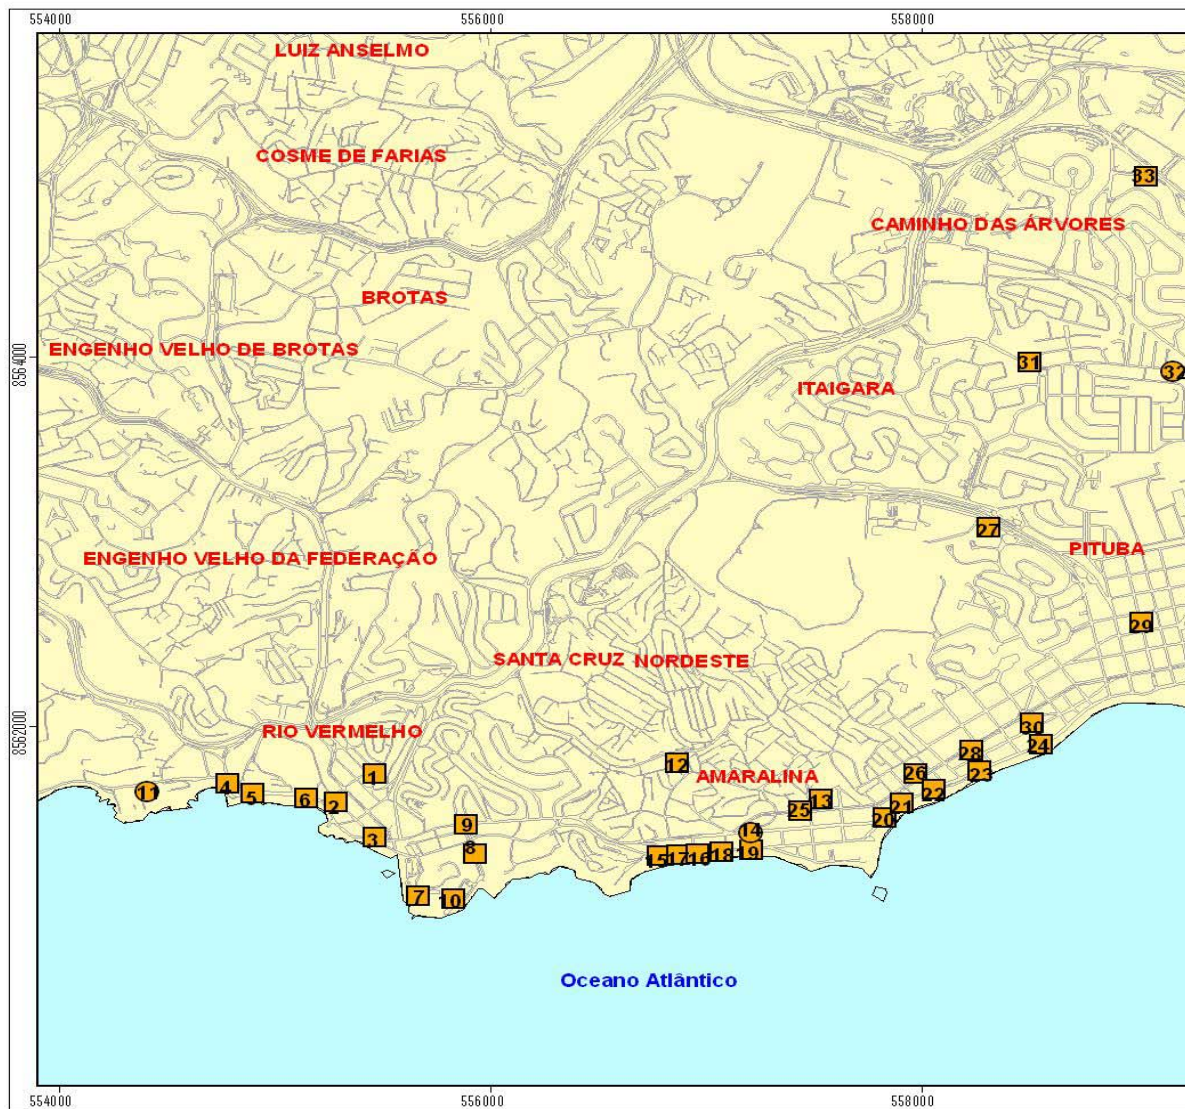 554000 556000 558000
LUIZ ANSELMO
COSME DE FARIAS
33
CAMINHO DAS ÁRVORES
BROTAS
ENGENHO VELHO DE BROTAS
8564000
31
32
ITAIGARA
27
PITUBA
ENGENHO VELHO DA FEDERAÇÃO
29
SANTA CRUZ NORDESTE
8562000
RIO VERMELHO
30
24
28
12
AMARALINA
26
23
1
11
4
5
6
2
22
13
25
21
20
9
14
3
8
15 17 16 18 19
7
10
Oceano Atlântico
554000 556000 558000